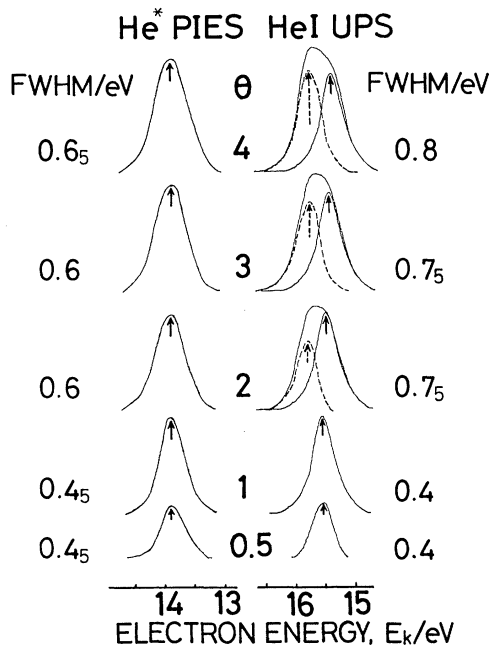 He* PIES HeI UPS
FWHM/eV θ FWHM/eV
0.6₅ 4 0.8
0.6 3 0.7₅
0.6 2 0.7₅
0.4₅ 1 0.4
0.4₅ 0.5 0.4
14 13 16 15
ELECTRON ENERGY, Eₖ/eV